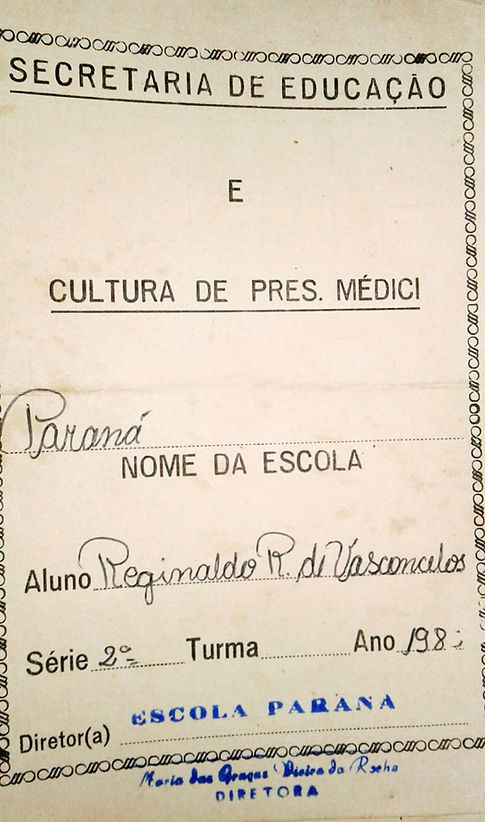 SECRETARIA DE EDUCAÇÃO
E
CULTURA DE PRES. MÉDICI
Paraná
NOME DA ESCOLA
Aluno Reginaldo R. de Vasconcelos
Série 2ª Turma Ano 198
ESCOLA PARANA
Diretor(a)
Maria das Graças Vieira da Rocha
DIRETORA